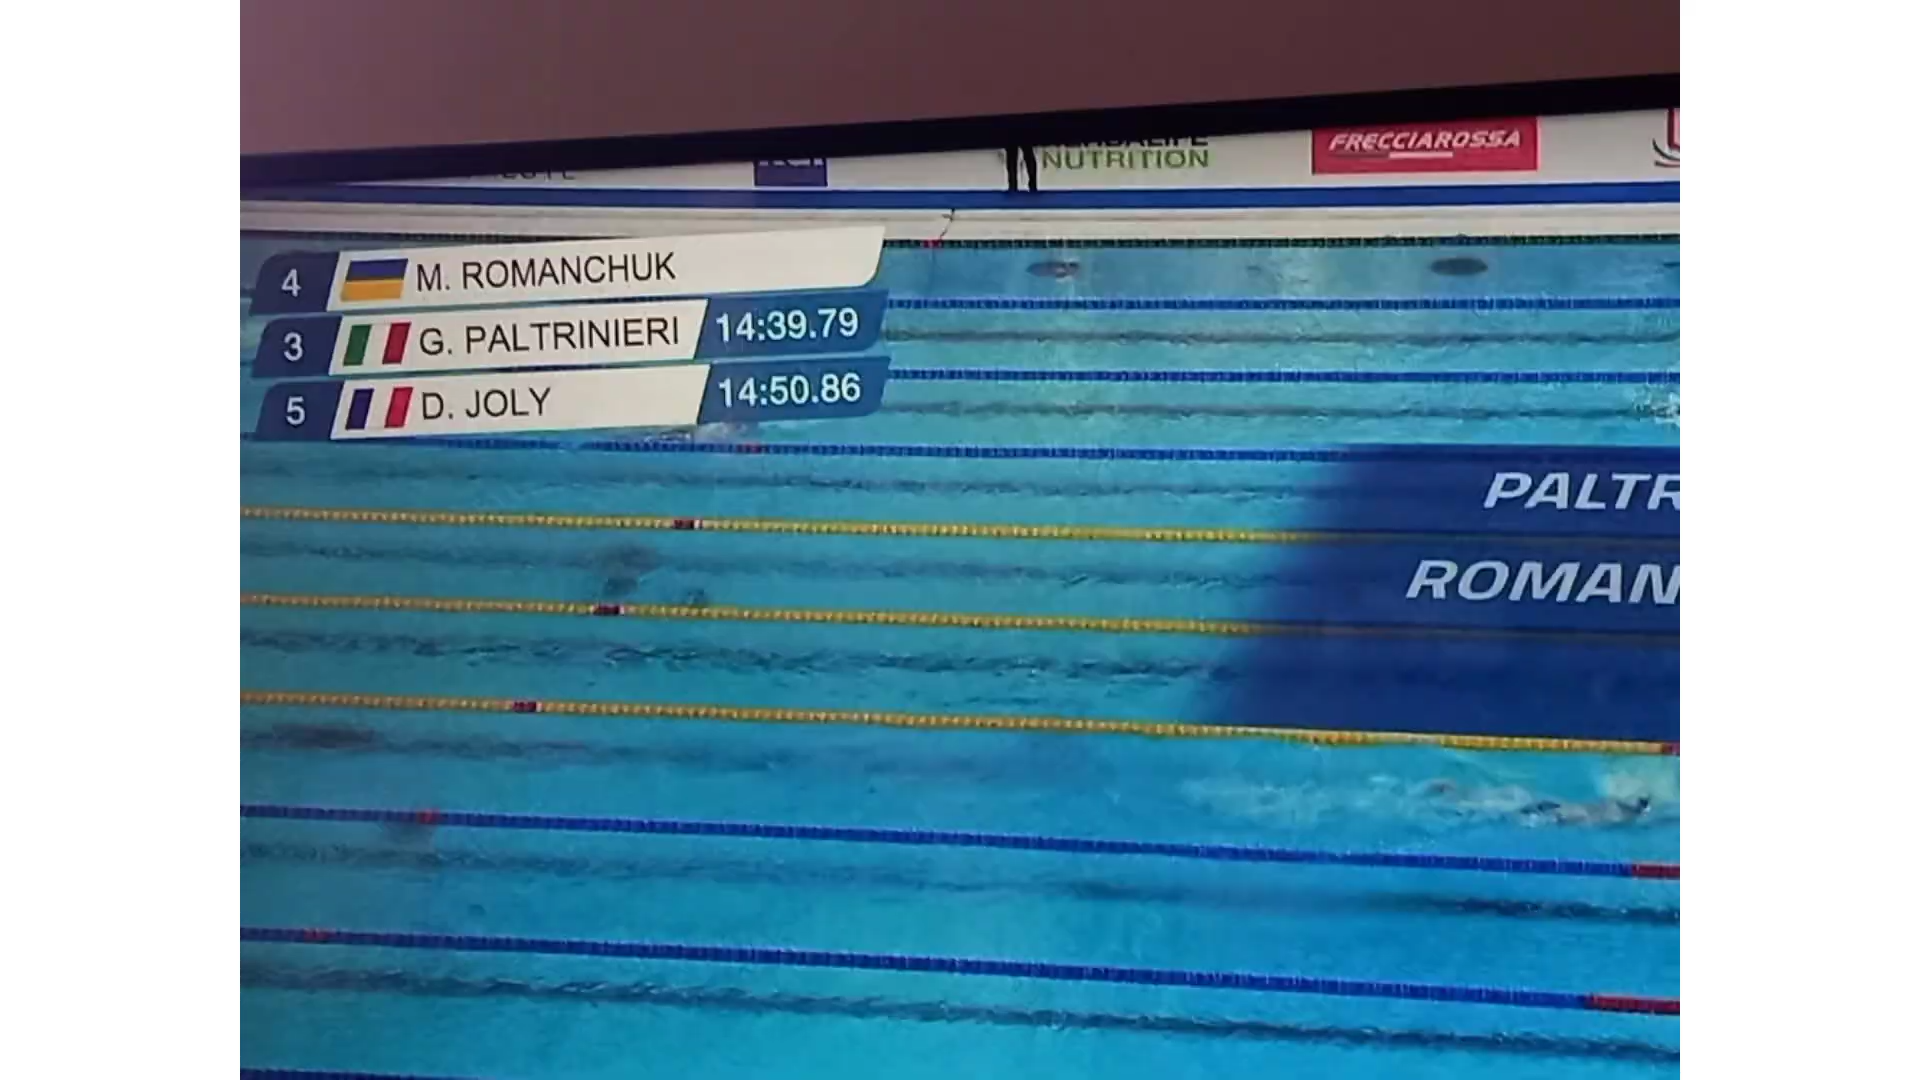 NUTRITION
FRECCIAROSSA
4 M. ROMANCHUK
3 G. PALTRINIERI 14:39.79
5 D. JOLY 14:50.86
PALTR
ROMAN